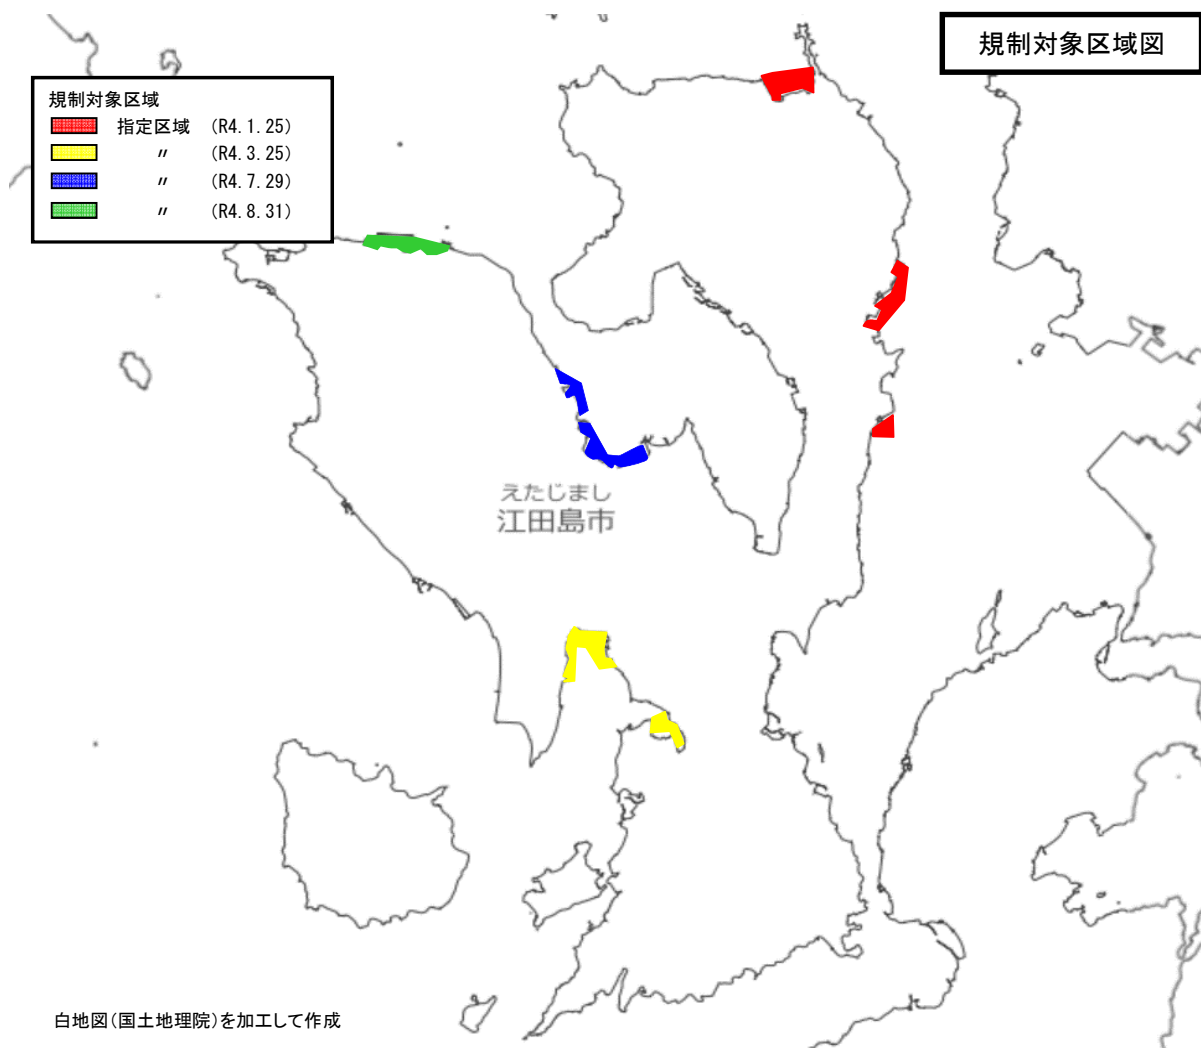 規制対象区域図
規制対象区域
指定区域 (R4.1.25)
〃 (R4.3.25)
〃 (R4.7.29)
〃 (R4.8.31)
えたじまし
江田島市
白地図(国土地理院)を加工して作成